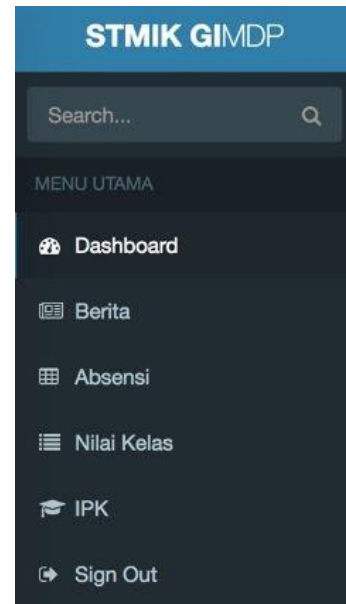 STMIK GIMDP
Search...
MENU UTAMA
Dashboard
Berita
Absensi
Nilai Kelas
IPK
Sign Out